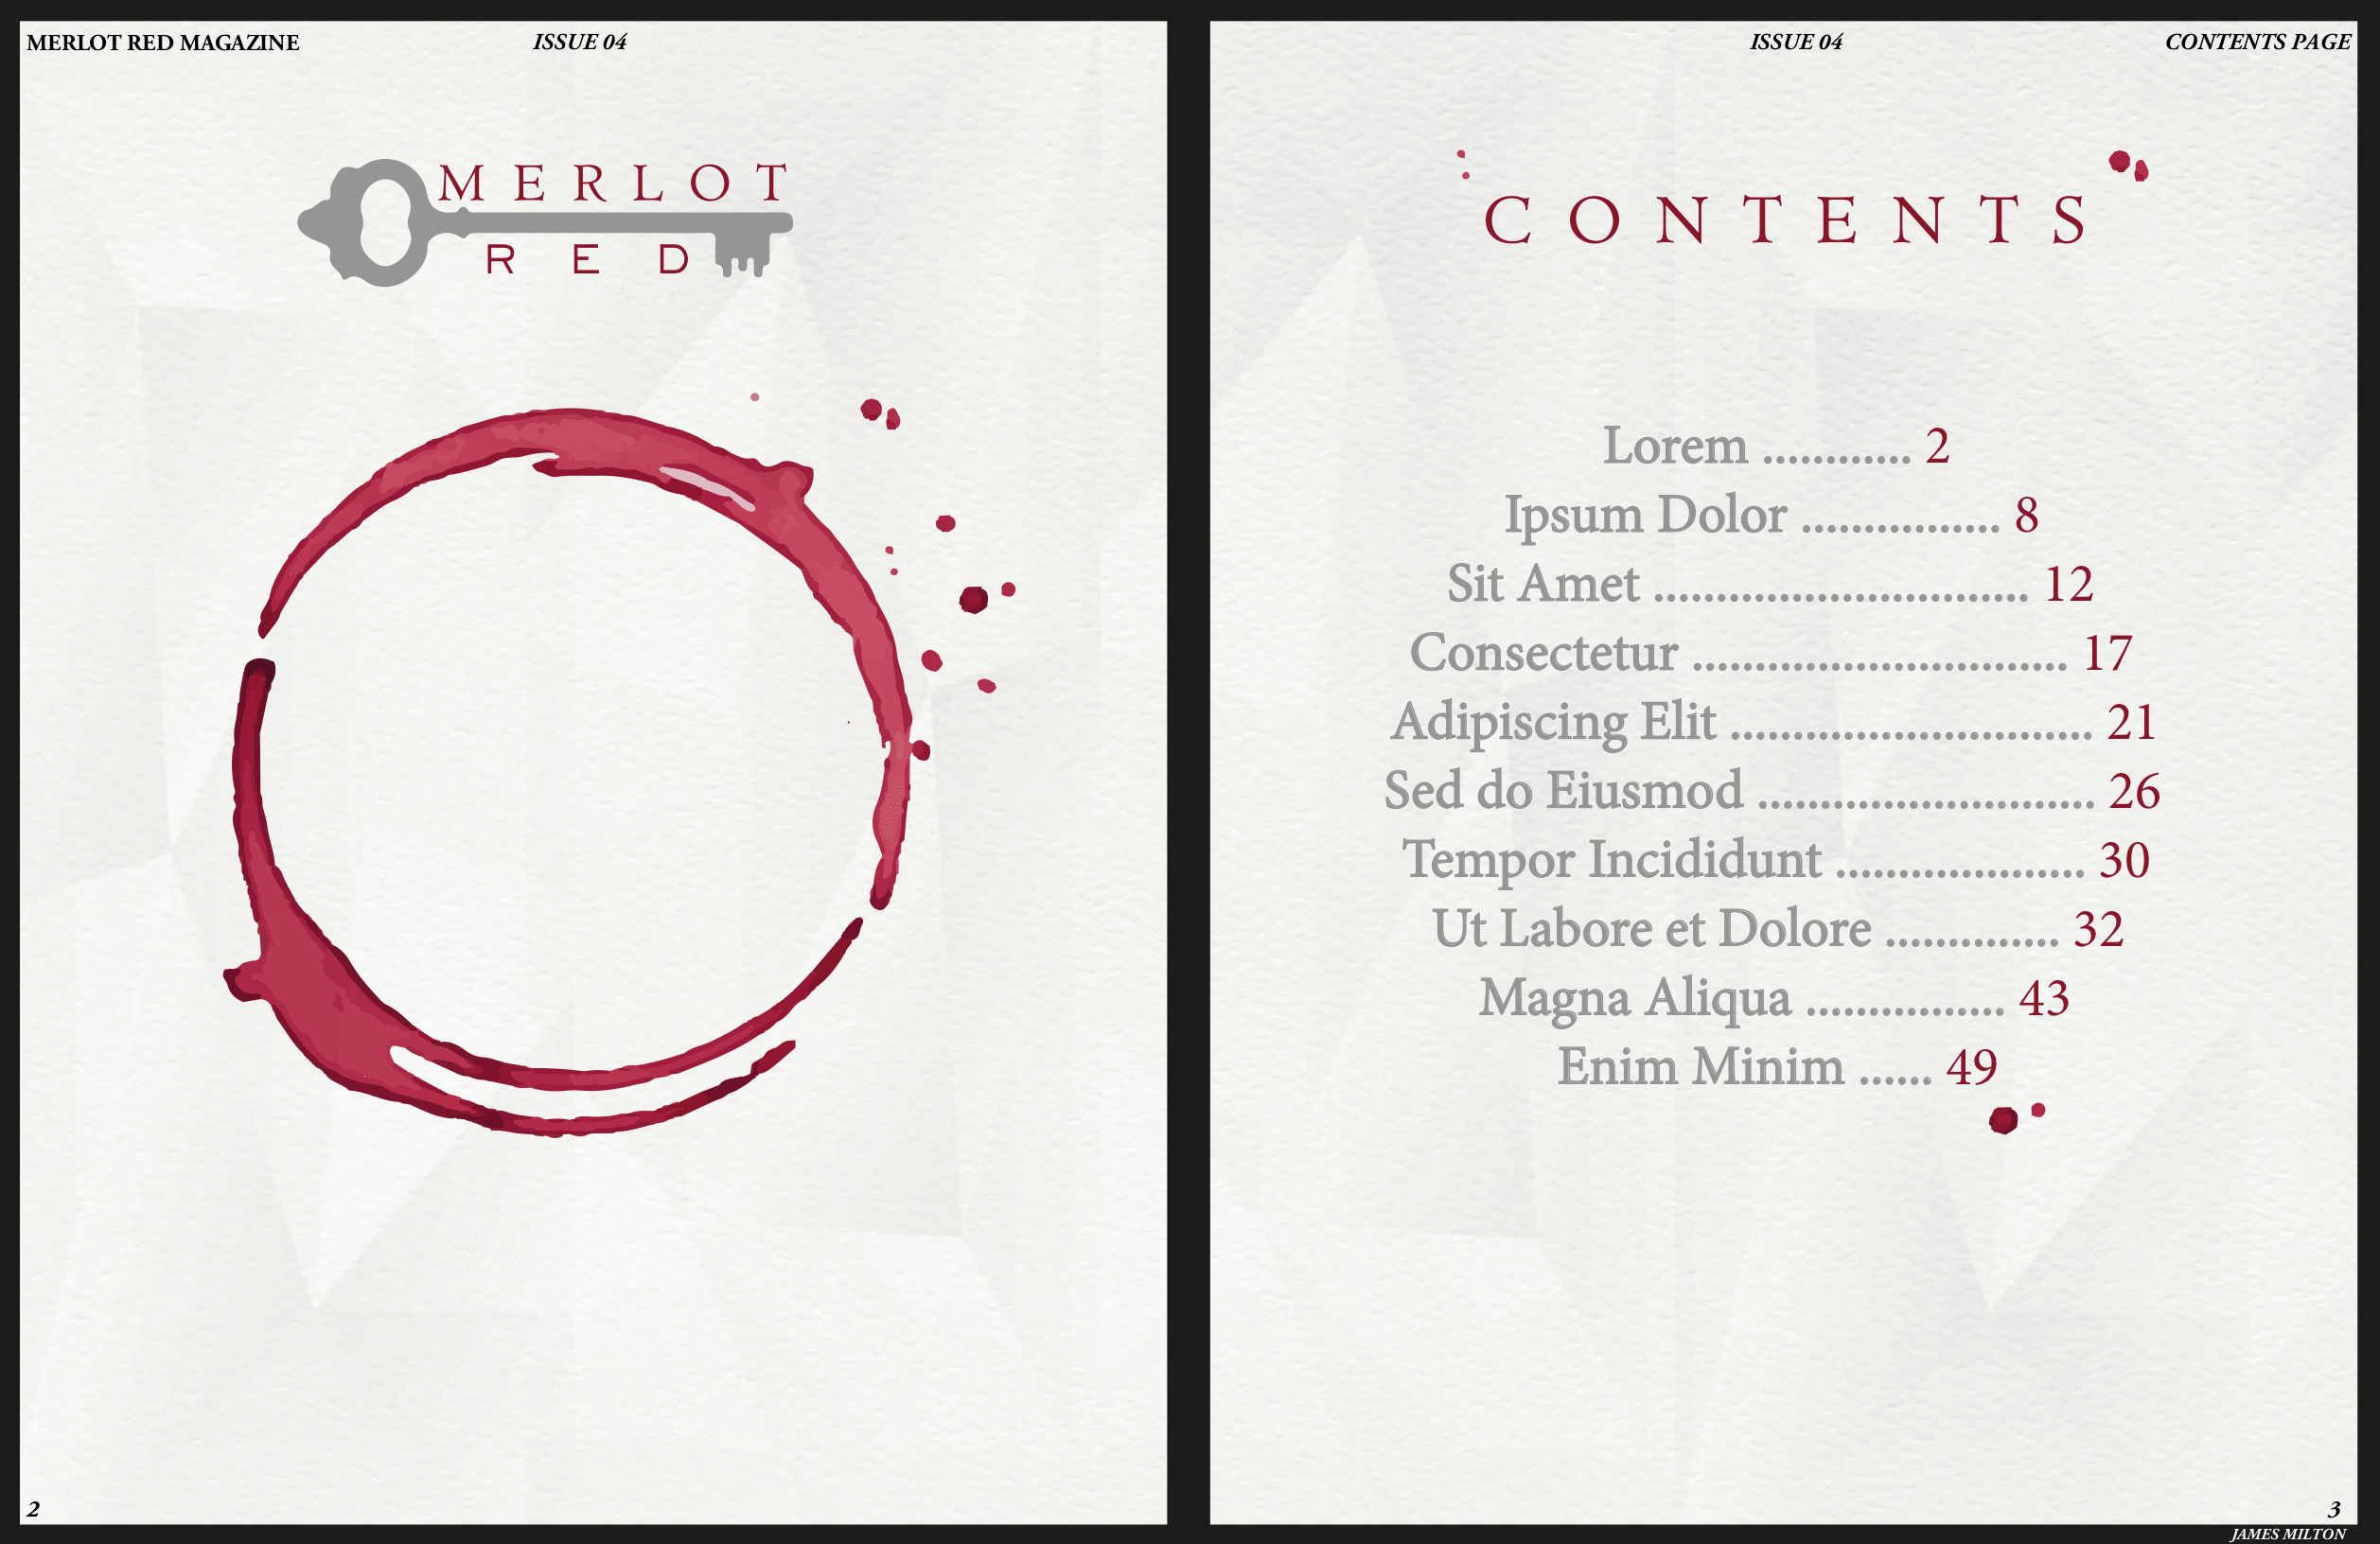 MERLOT RED MAGAZINE
ISSUE 04
MERLOT
RED
2
ISSUE 04
CONTENTS PAGE
CONTENTS
Lorem ............ 2
Ipsum Dolor ................ 8
Sit Amet .............................. 12
Consectetur .............................. 17
Adipiscing Elit ............................. 21
Sed do Eiusmod ........................... 26
Tempor Incididunt .................... 30
Ut Labore et Dolore .............. 32
Magna Aliqua ................ 43
Enim Minim ...... 49
3
JAMES MILTON